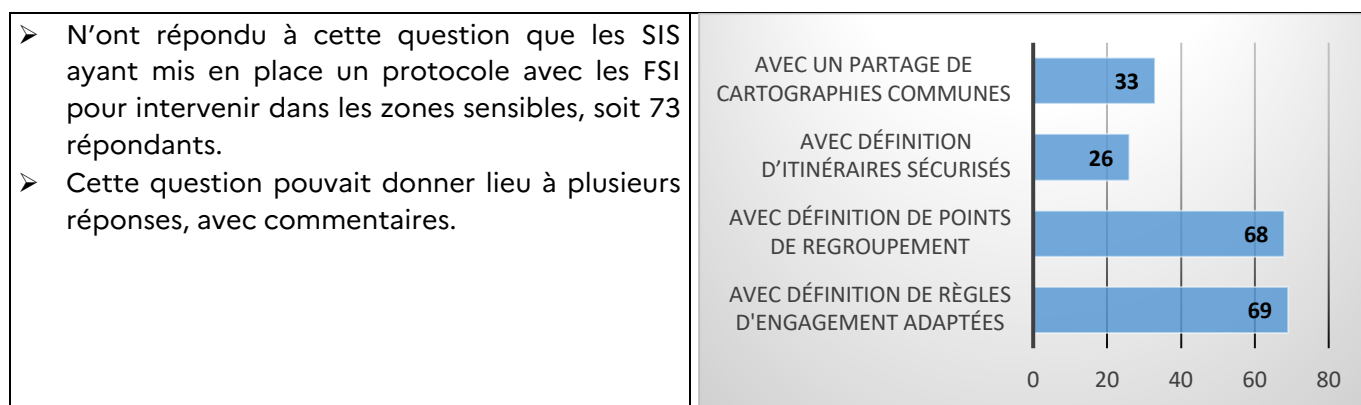 ➢ N’ont répondu à cette question que les SIS
ayant mis en place un protocole avec les FSI
pour intervenir dans les zones sensibles, soit 73
répondants.
➢ Cette question pouvait donner lieu à plusieurs
réponses, avec commentaires.
AVEC UN PARTAGE DE
CARTOGRAPHIES COMMUNES
33
AVEC DÉFINITION
D’ITINÉRAIRES SÉCURISÉS
26
AVEC DÉFINITION DE POINTS
DE REGROUPEMENT
68
AVEC DÉFINITION DE RÈGLES
D'ENGAGEMENT ADAPTÉES
69
0 20 40 60 80